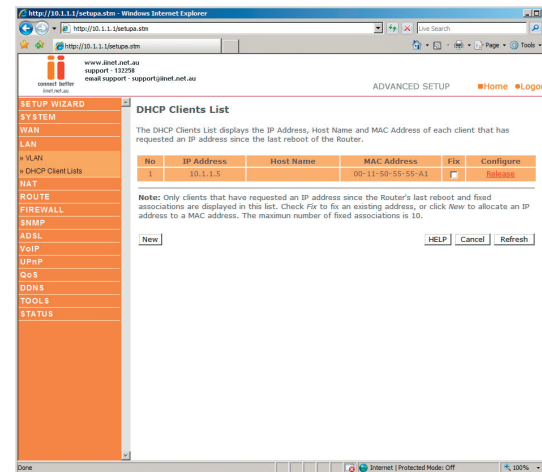 http://10.1.1.1/setupa.stm - Windows Internet Explorer
http://10.1.1.1/setupa.stm
Live Search
http://10.1.1.1/setupa.stm
Page
Tools
www.iinet.net.au
support - 132258
email support - support@iinet.net.au
connect better
iinet.net.au
ADVANCED SETUP
Home
Logou
SETUP WIZARD
SYSTEM
WAN
LAN
» VLAN
» DHCP Client Lists
NAT
ROUTE
FIREWALL
SNMP
ADSL
VoIP
UPnP
QoS
DDNS
TOOLS
STATUS
DHCP Clients List
The DHCP Clients List displays the IP Address, Host Name and MAC Address of each client that has
requested an IP address since the last reboot of the Router.
No IP Address Host Name MAC Address Fix Configure
1 10.1.1.5 00-11-50-55-55-A1 Release
Note: Only clients that have requested an IP address since the Router's last reboot and fixed
associations are displayed in this list. Check Fix to fix an existing address, or click New to allocate an IP
address to a MAC address. The maximun number of fixed associations is 10.
New HELP Cancel Refresh
Done
Internet | Protected Mode: Off
100%